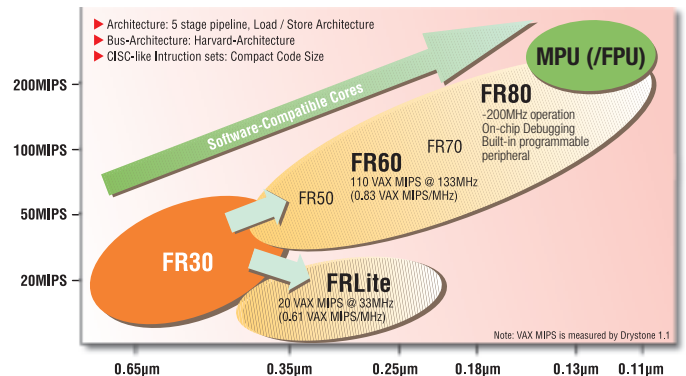 ▶ Architecture: 5 stage pipeline, Load / Store Architecture
▶ Bus-Architecture: Harvard-Architecture
▶ CISC-like Intruction sets: Compact Code Size
MPU (/FPU)
200MIPS
100MIPS
50MIPS
20MIPS
Software-Compatible Cores
FR80
-200MHz operation
On-chip Debugging
Built-in programmable
peripheral
FR70
FR60
110 VAX MIPS @ 133MHz
(0.83 VAX MIPS/MHz)
FR50
FR30
FRLite
20 VAX MIPS @ 33MHz
(0.61 VAX MIPS/MHz)
Note: VAX MIPS is measured by Drystone 1.1
0.65µm
0.35µm
0.25µm
0.18µm
0.13µm
0.11µm